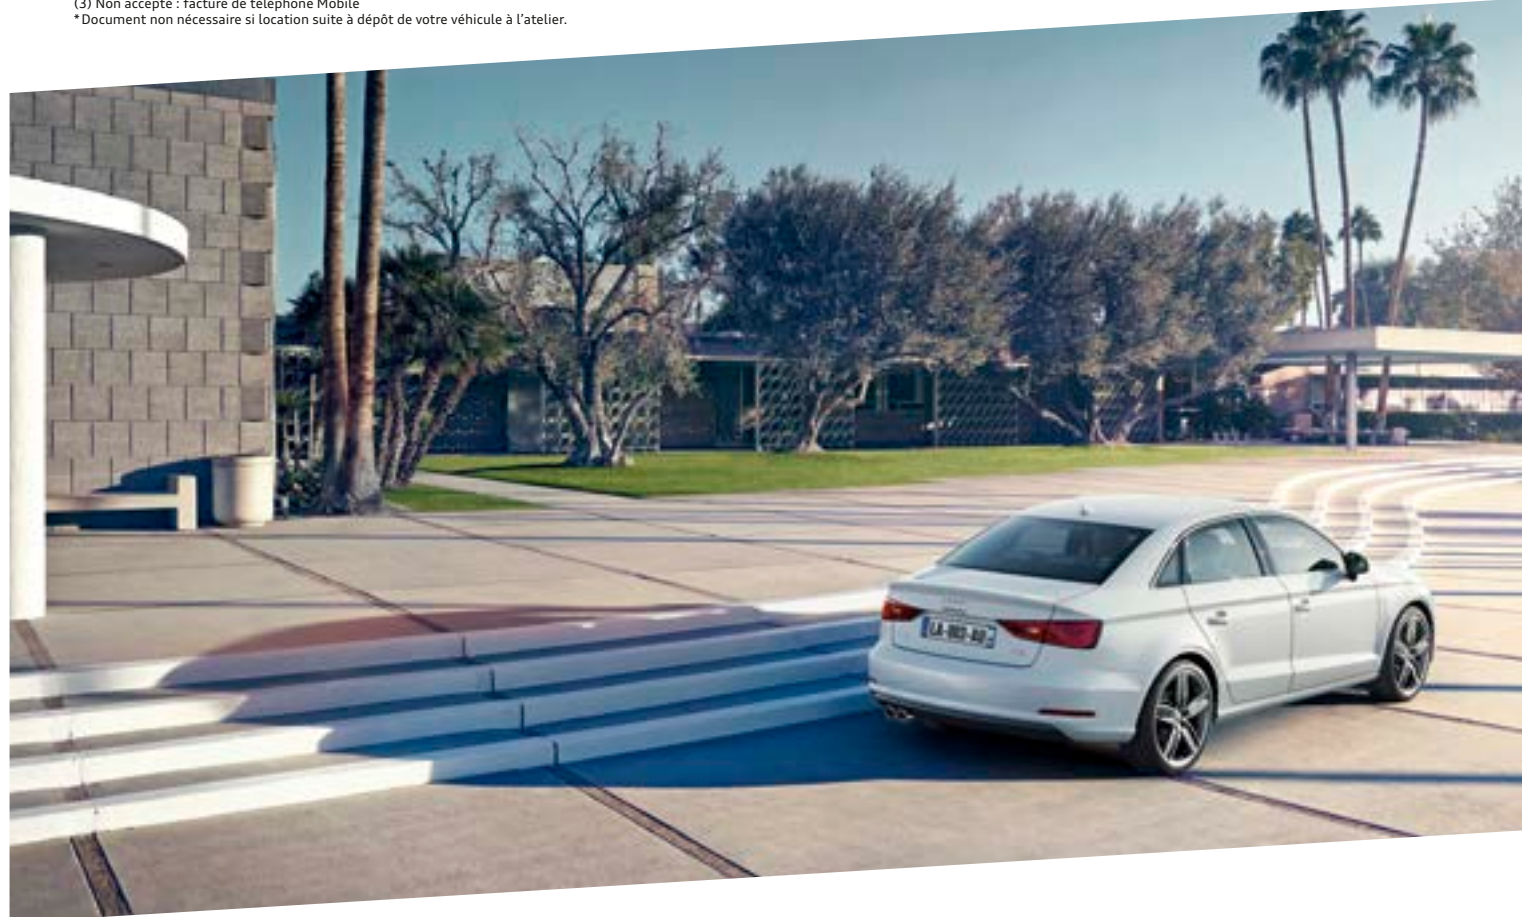 (3) Non accepté : facture de téléphone Mobile
*Document non nécessaire si location suite à dépôt de votre véhicule à l'atelier.